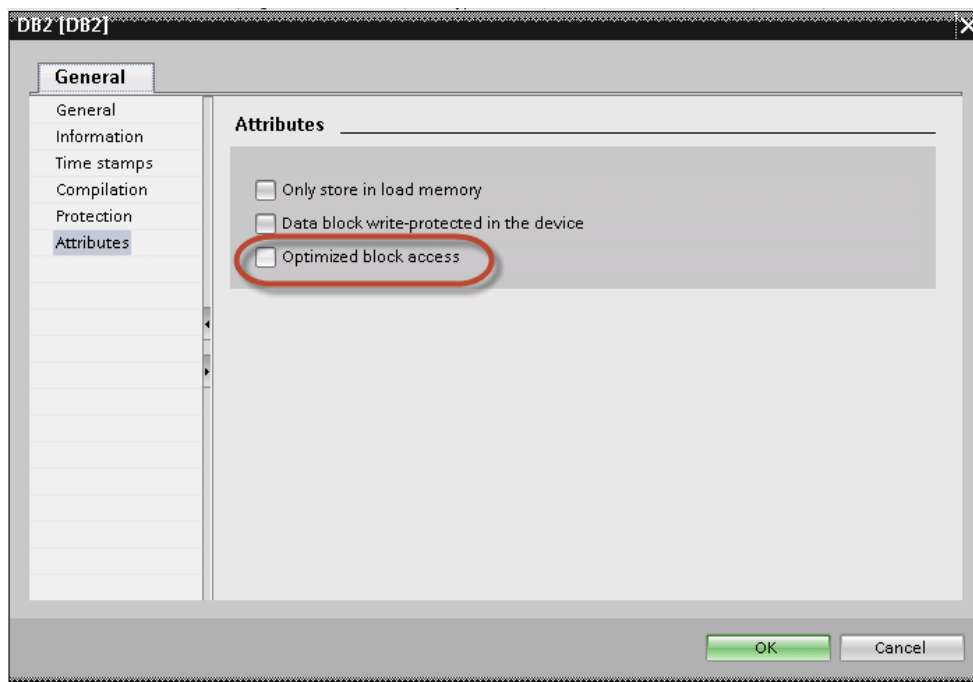 DB2 [DB2]
General
General
Information
Time stamps
Compilation
Protection
Attributes
Attributes
Only store in load memory
Data block write-protected in the device
Optimized block access
OK
Cancel